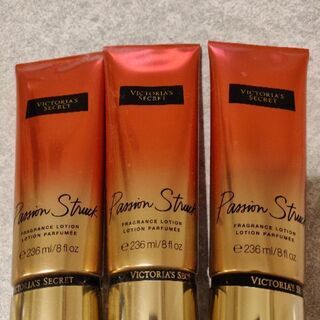 VICTORIA'S
SECRET
Passion Struck
FRAGRANCE LOTION
LOTION PARFUMÉE
℮ 236 ml/8 fl oz
VICTORIA'S SECRET
VICTORIA'S
SECRET
Passion Struck
FRAGRANCE LOTION
LOTION PARFUMÉE
℮ 236 ml/8 fl oz
VICTORIA'S SECRET
VICTORIA'S
SECRET
Passion Struck
FRAGRANCE LOTION
LOTION PARFUMÉE
℮ 236 ml/8 fl oz
VICTORIA'S SECRET